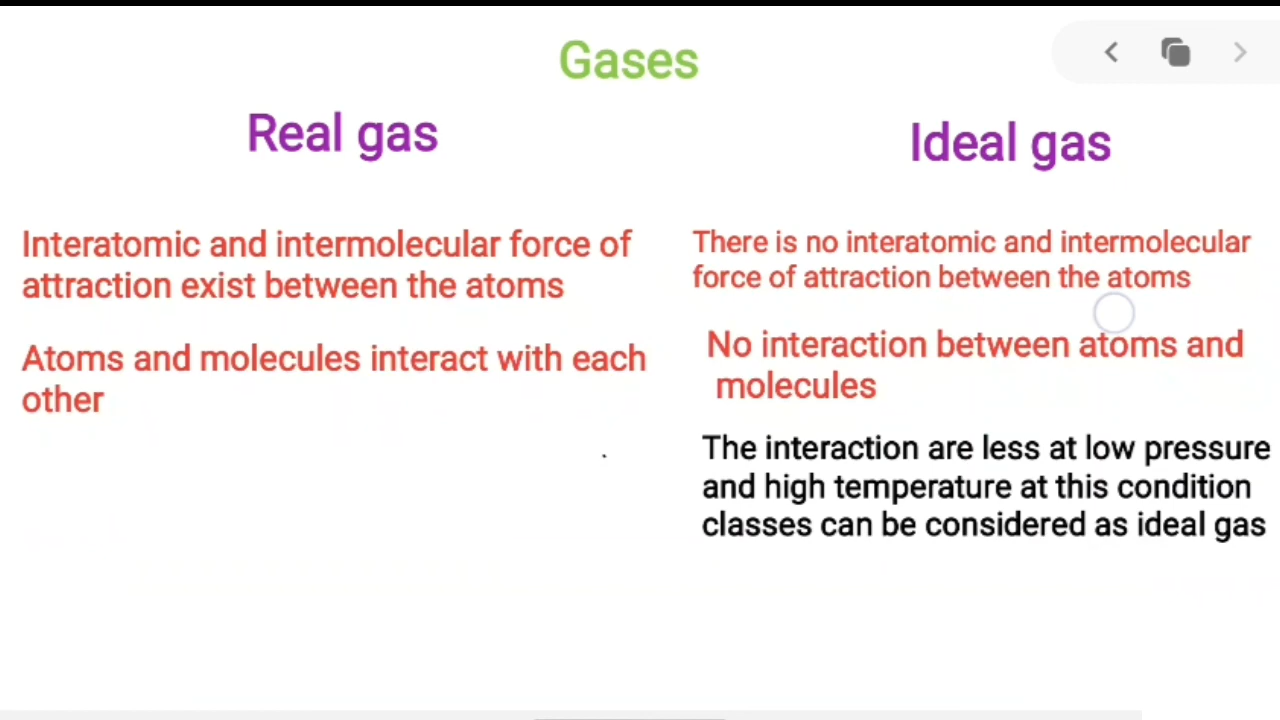 Gases
Real gas
Interatomic and intermolecular force of
attraction exist between the atoms
Atoms and molecules interact with each
other
Ideal gas
There is no interatomic and intermolecular
force of attraction between the atoms
No interaction between atoms and
molecules
The interaction are less at low pressure
and high temperature at this condition
classes can be considered as ideal gas